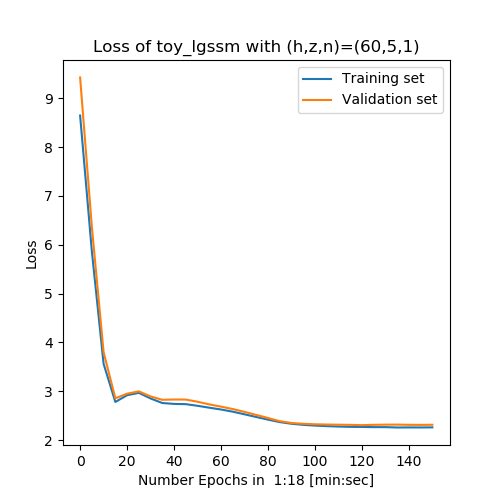 Loss of toy_lgssm with (h,z,n)=(60,5,1)
Training set
Validation set
9
8
7
6
5
4
3
2
Loss
0 20 40 60 80 100 120 140
Number Epochs in  1:18 [min:sec]